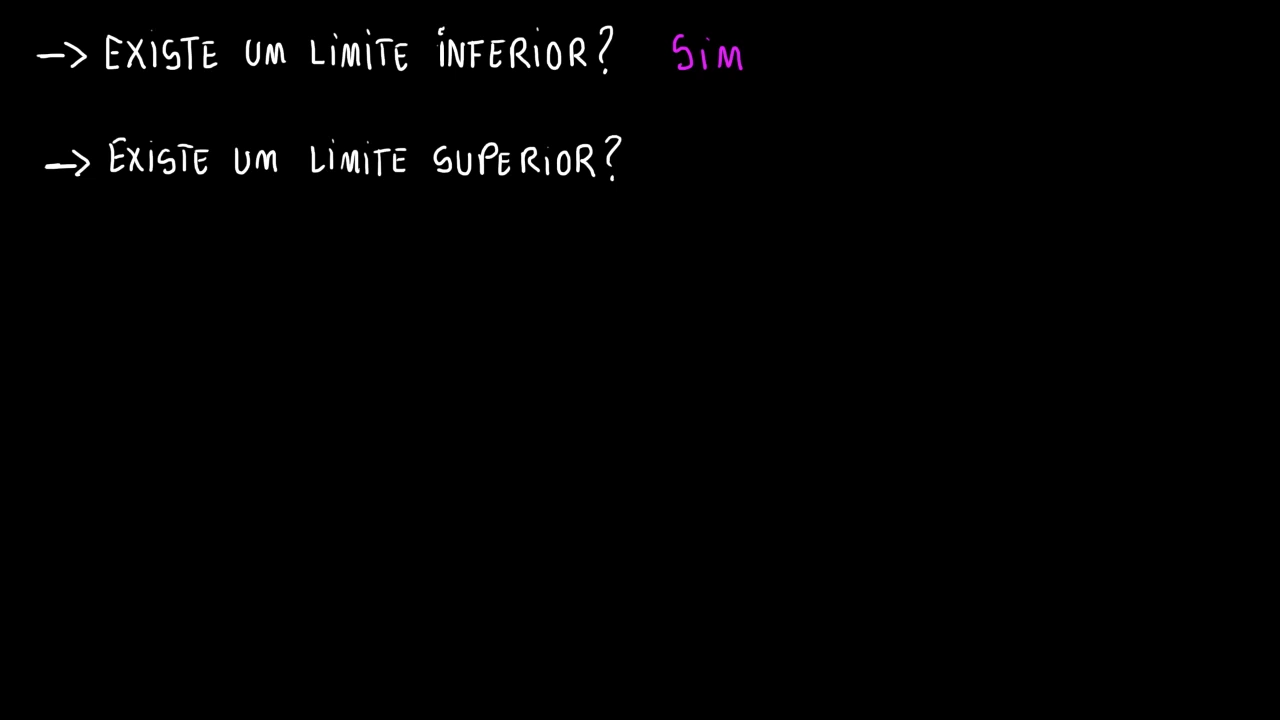 → EXISTE UM LIMITE INFERIOR? SIM
→ EXISTE UM LIMITE SUPERIOR?